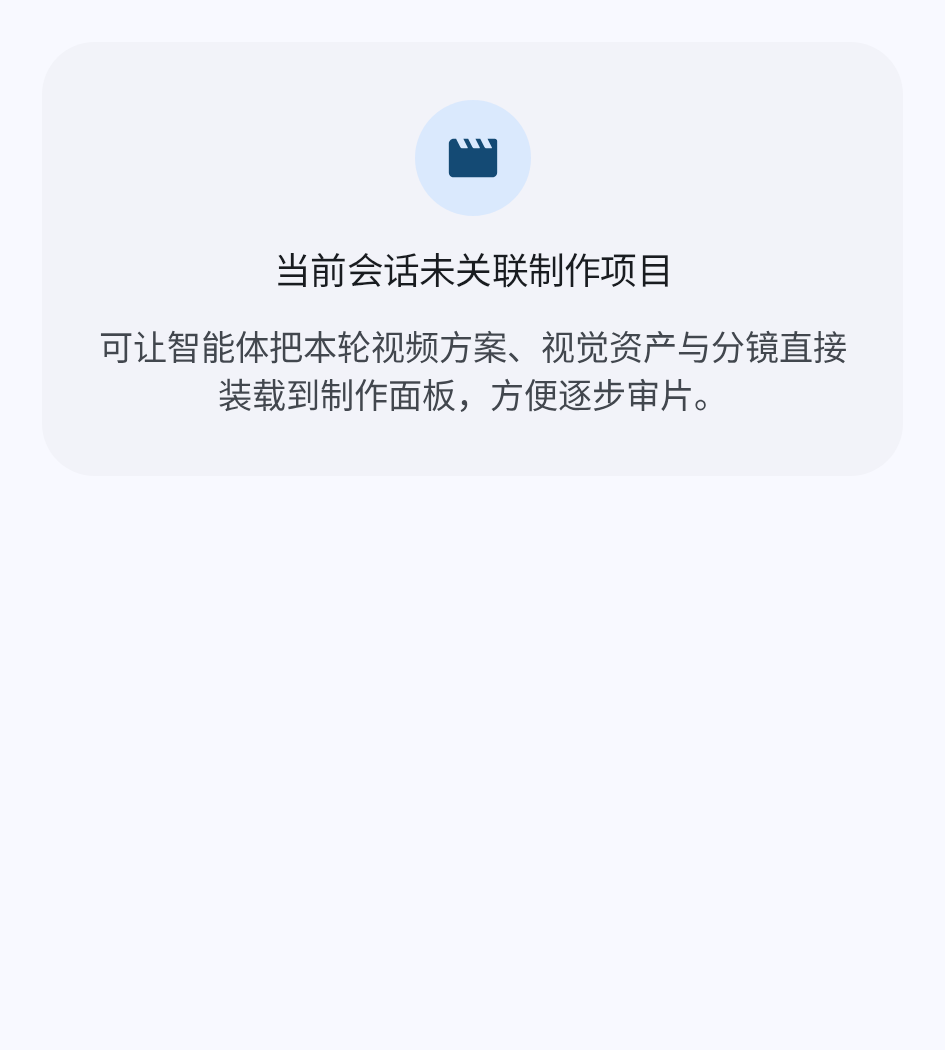 当前会话未关联制作项目
可让智能体把本轮视频方案、视觉资产与分镜直接
装载到制作面板，方便逐步审片。